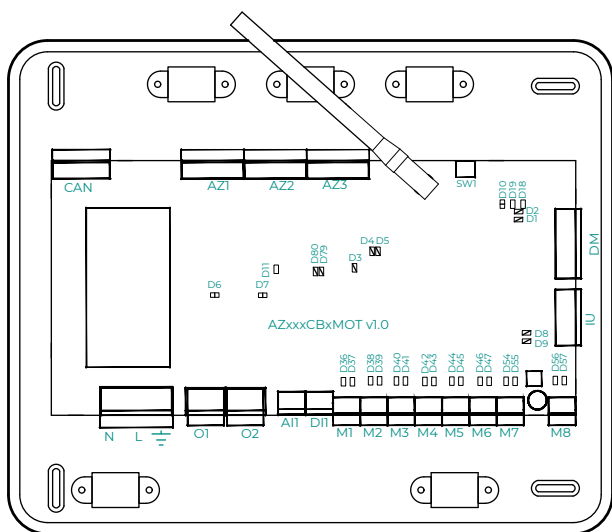 CAN
AZ1
AZ2
AZ3
SW1
D10
D19
D18
D2
D1
DM
D4
D5
D80
D79
D3
D11
D6
D7
IU
AZxxxCBxMOT v1.0
D8
D9
D36
D37
D38
D39
D40
D41
D42
D43
D44
D45
D46
D47
D54
D55
D56
D57
N
L
O1
O2
AI1
DI1
M1
M2
M3
M4
M5
M6
M7
M8